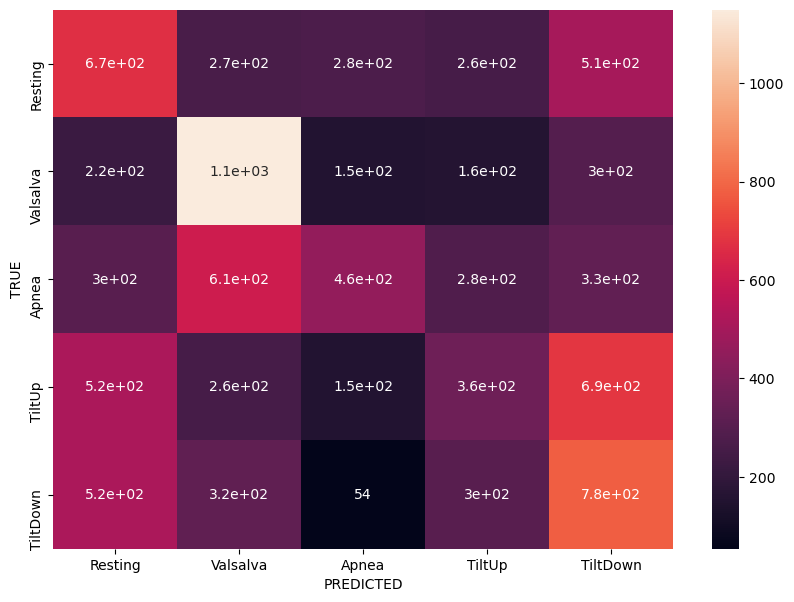 Resting 6.7e+02 2.7e+02 2.8e+02 2.6e+02 5.1e+02
Valsalva 2.2e+02 1.1e+03 1.5e+02 1.6e+02 3e+02
Apnea 3e+02 6.1e+02 4.6e+02 2.8e+02 3.3e+02
TiltUp 5.2e+02 2.6e+02 1.5e+02 3.6e+02 6.9e+02
TiltDown 5.2e+02 3.2e+02 54 3e+02 7.8e+02
TRUE
Resting Valsalva Apnea TiltUp TiltDown
PREDICTED
1000
800
600
400
200